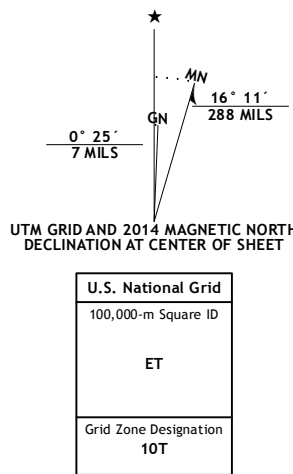 ★
MN
GN
16° 11´
288 MILS
0° 25´
7 MILS
UTM GRID AND 2014 MAGNETIC NORTH
DECLINATION AT CENTER OF SHEET
U.S. National Grid
100,000-m Square ID
ET
Grid Zone Designation
10T